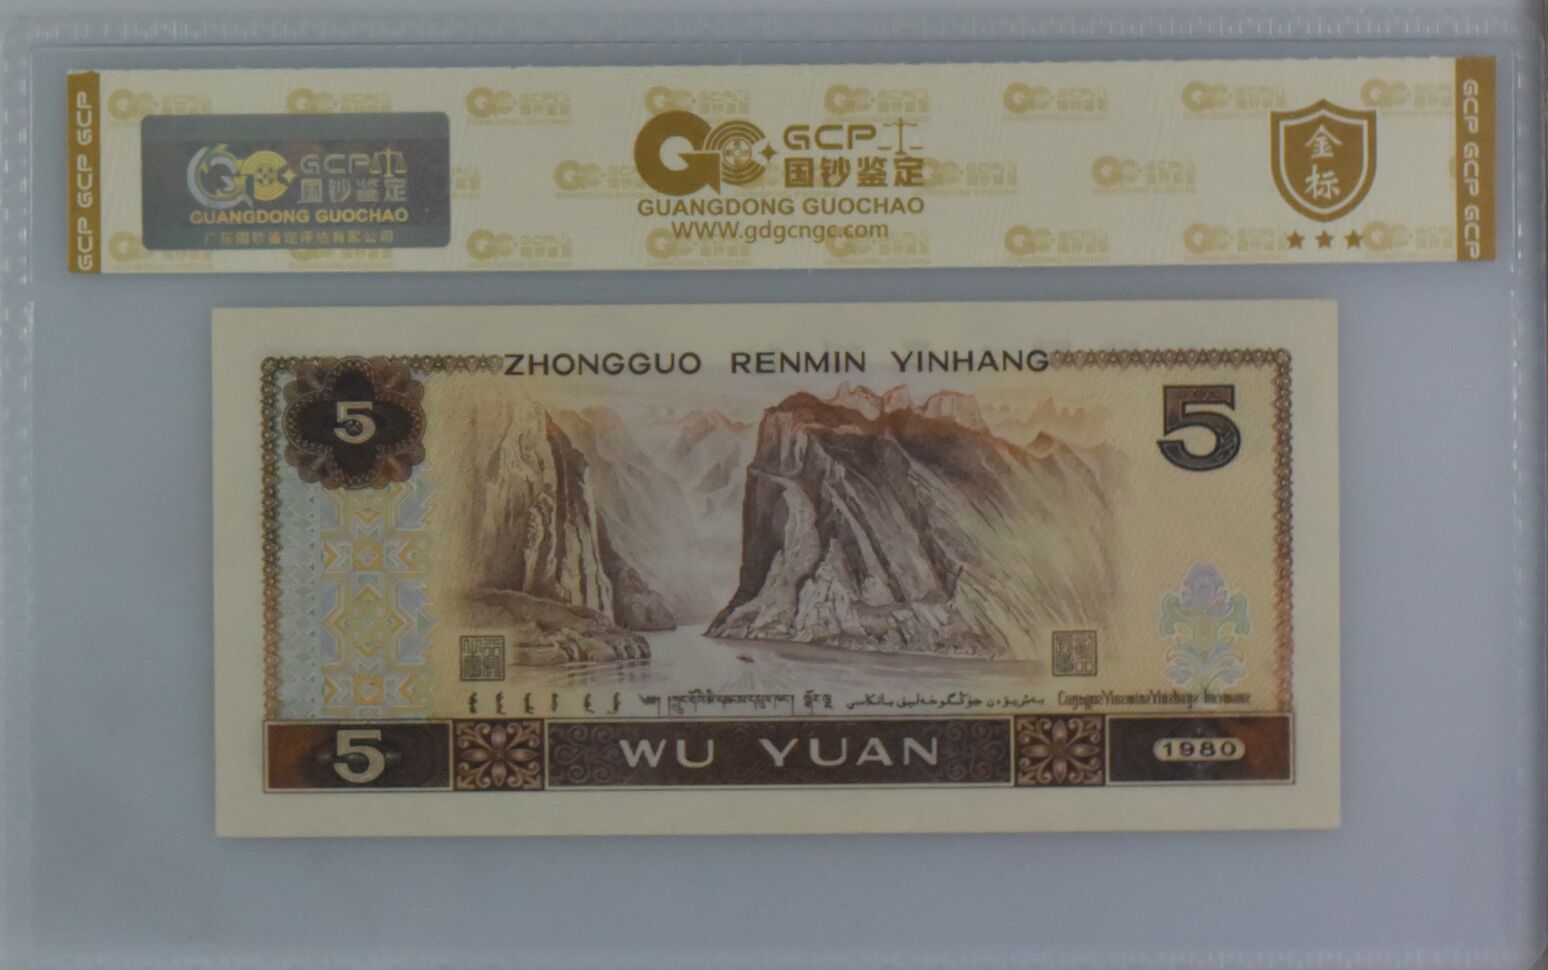 GCP GCP GCP
GCP
国钞鉴定
GUANGDONG GUOCHAO
广东国钞鉴定评估有限公司
GCP
国钞鉴定
GUANGDONG GUOCHAO
WWW.gdgcngc.com
金标
GCP GCP GCP
ZHONGGUO RENMIN YINHANG
5
5
5
WU YUAN
1980